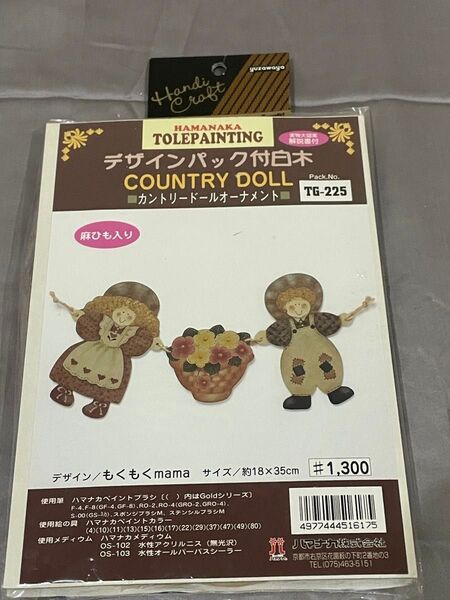 yuzawaya
Handi
Craft
HAMANAKA
TOLEPAINTING
実物大図案
解説書付
デザインパック付白木
COUNTRY DOLL
Pack.No.
■カントリードールオーナメント■
TG-225
麻ひも入り
デザイン/もくもくmama サイズ/約18×35cm
♯1,300
使用筆 ハマナカペイントブラシ〔( )内はGoldシリーズ〕
F-4,F-8(GF-4,GF-8),RO-2,RO-4(GRO-2,GRO-4),
スポンジブラシM,ステンシルブラシM
使用絵の具 ハマナカペイントカラー
(4)(10)(11)(13)(15)(16)(17)(22)(29)(37)(47)(49)(80)
使用メディウム ハマナカメディウム
OS-102 水性アクリルニス(無光沢)
OS-103 水性オールパーパスシーラー
4977444516175
ハマナカ株式会社
京都市右京区花園薮の下町2番地の3
TEL(075)463-5151